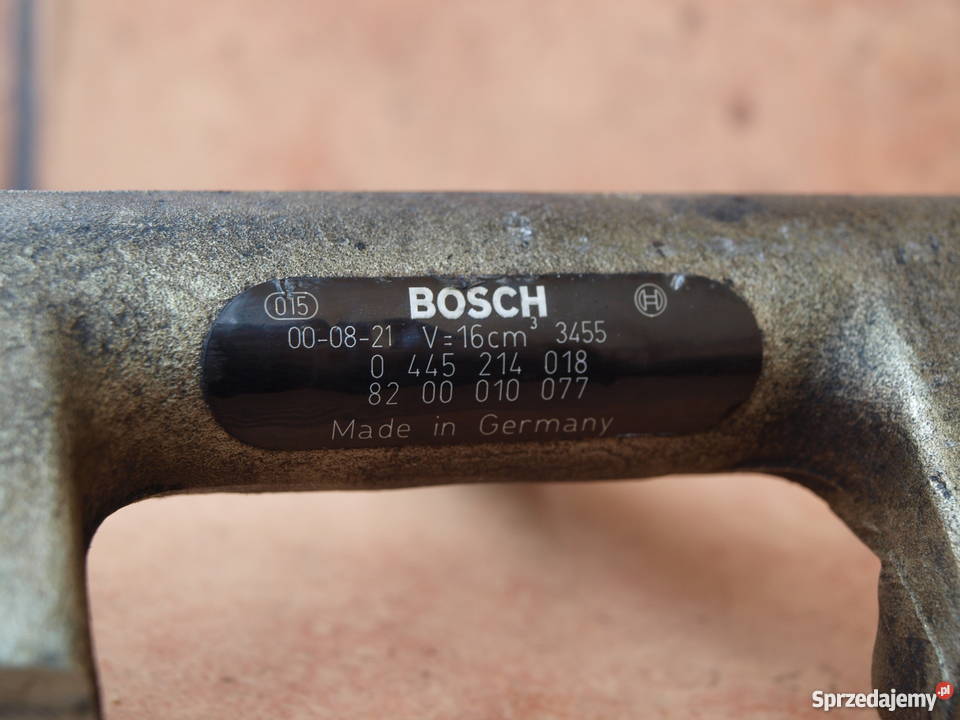 015 BOSCH
00-08-21 V=16cm³ 3455
0 445 214 018
82 00 010 077
Made in Germany
Sprzedajemy.pl